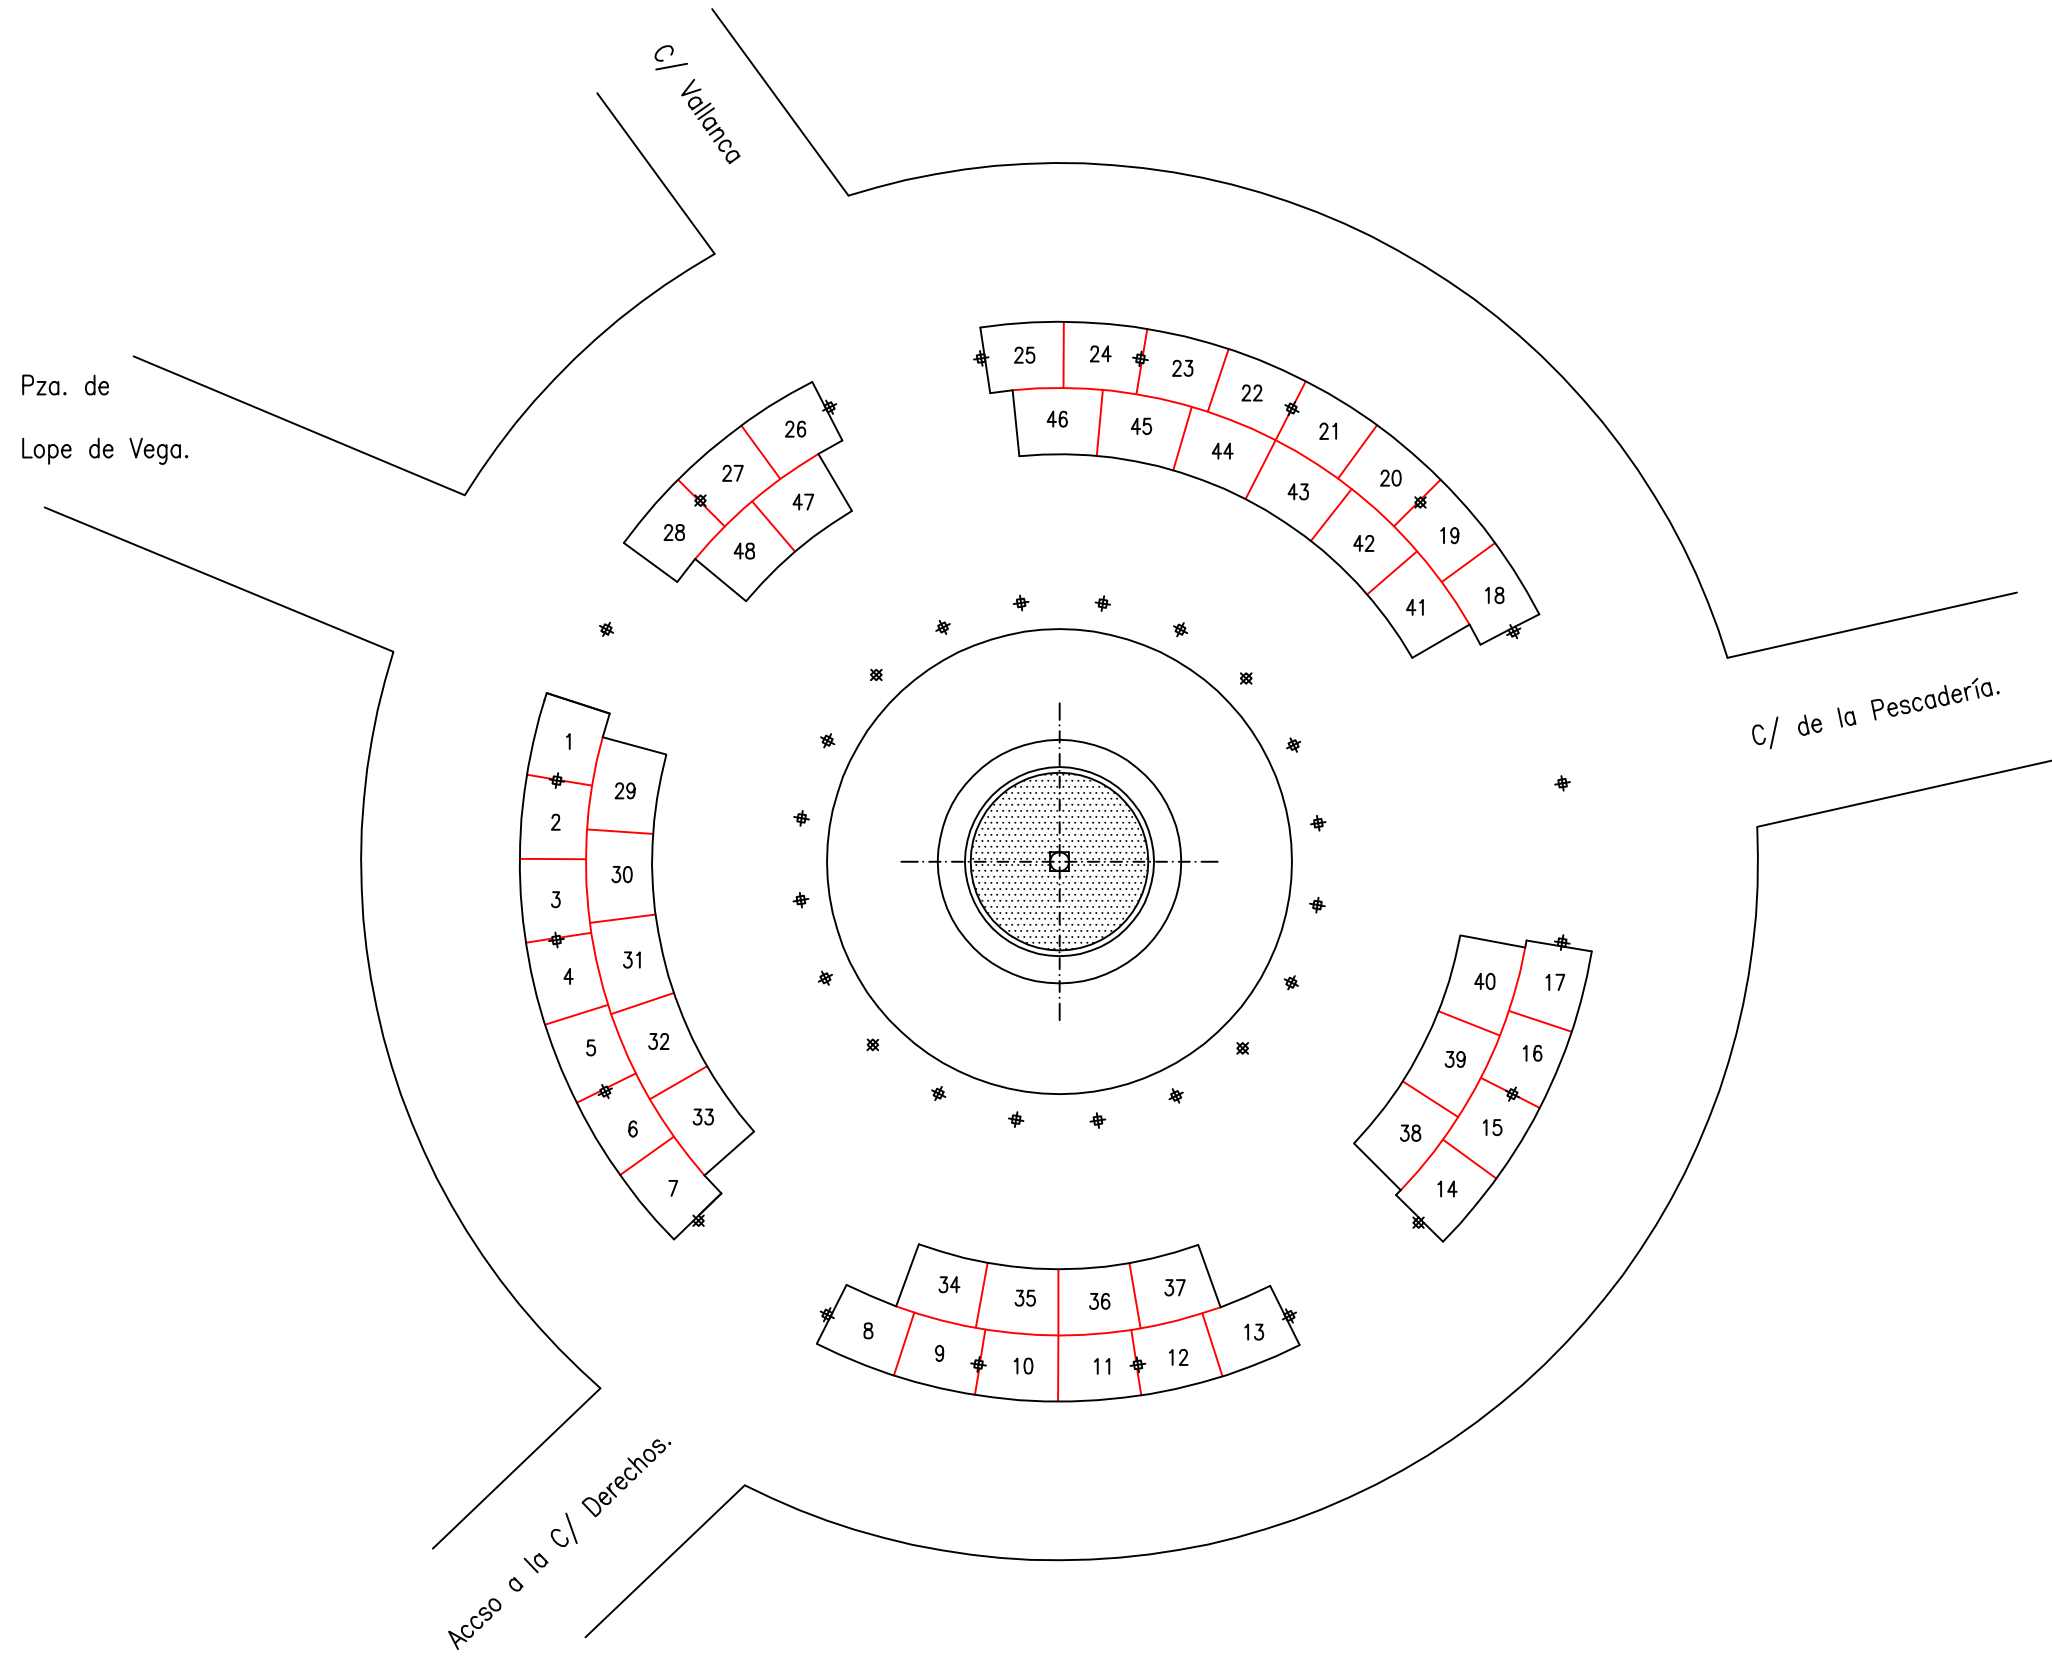 C/ Vallanca
Pza. de
Lope de Vega.
25 24 23 22 21 20 19 18
46 45 44 43 42 41
26 27 28
47 48
C/ de la Pescadería.
1 2 3 4 5 6 7
29 30 31 32 33
40 39 38
17 16 15 14
34 35 36 37
8 9 10 11 12 13
Accso a la C/ Derechos.